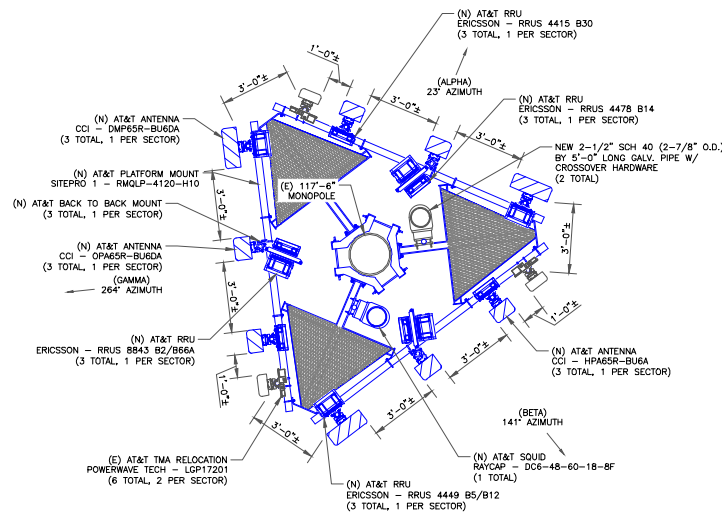 (N) AT&T RRU
ERICSSON - RRUS 4415 B30
(3 TOTAL, 1 PER SECTOR)
1'-0"±
3'-0"±
3'-0"±
(ALPHA)
23° AZIMUTH
(N) AT&T RRU
ERICSSON - RRUS 4478 B14
(3 TOTAL, 1 PER SECTOR)
(N) AT&T ANTENNA
CCI - DMP65R-BU6DA
(3 TOTAL, 1 PER SECTOR)
3'-0"±
NEW 2-1/2" SCH 40 (2-7/8" O.D.)
BY 5'-0" LONG GALV. PIPE W/
CROSSOVER HARDWARE
(2 TOTAL)
(N) AT&T PLATFORM MOUNT
SITEPRO 1 - RMQLP-4120-H10
(E) 117'-6"
MONOPOLE
(N) AT&T BACK TO BACK MOUNT
(3 TOTAL, 1 PER SECTOR)
3'-0"±
(N) AT&T ANTENNA
CCI - OPA65R-BU6DA
(3 TOTAL, 1 PER SECTOR)
3'-0"±
(GAMMA)
264° AZIMUTH
3'-0"±
1'-0"±
(N) AT&T RRU
ERICSSON - RRUS 8843 B2/B66A
(3 TOTAL, 1 PER SECTOR)
3'-0"±
(N) AT&T ANTENNA
CCI - HPA65R-BU6A
(3 TOTAL, 1 PER SECTOR)
1'-0"±
3'-0"±
3'-0"±
(BETA)
141° AZIMUTH
(E) AT&T TMA RELOCATION
POWERWAVE TECH - LGP17201
(6 TOTAL, 2 PER SECTOR)
(N) AT&T SQUID
RAYCAP - DC6-48-60-18-8F
(1 TOTAL)
(N) AT&T RRU
ERICSSON - RRUS 4449 B5/B12
(3 TOTAL, 1 PER SECTOR)